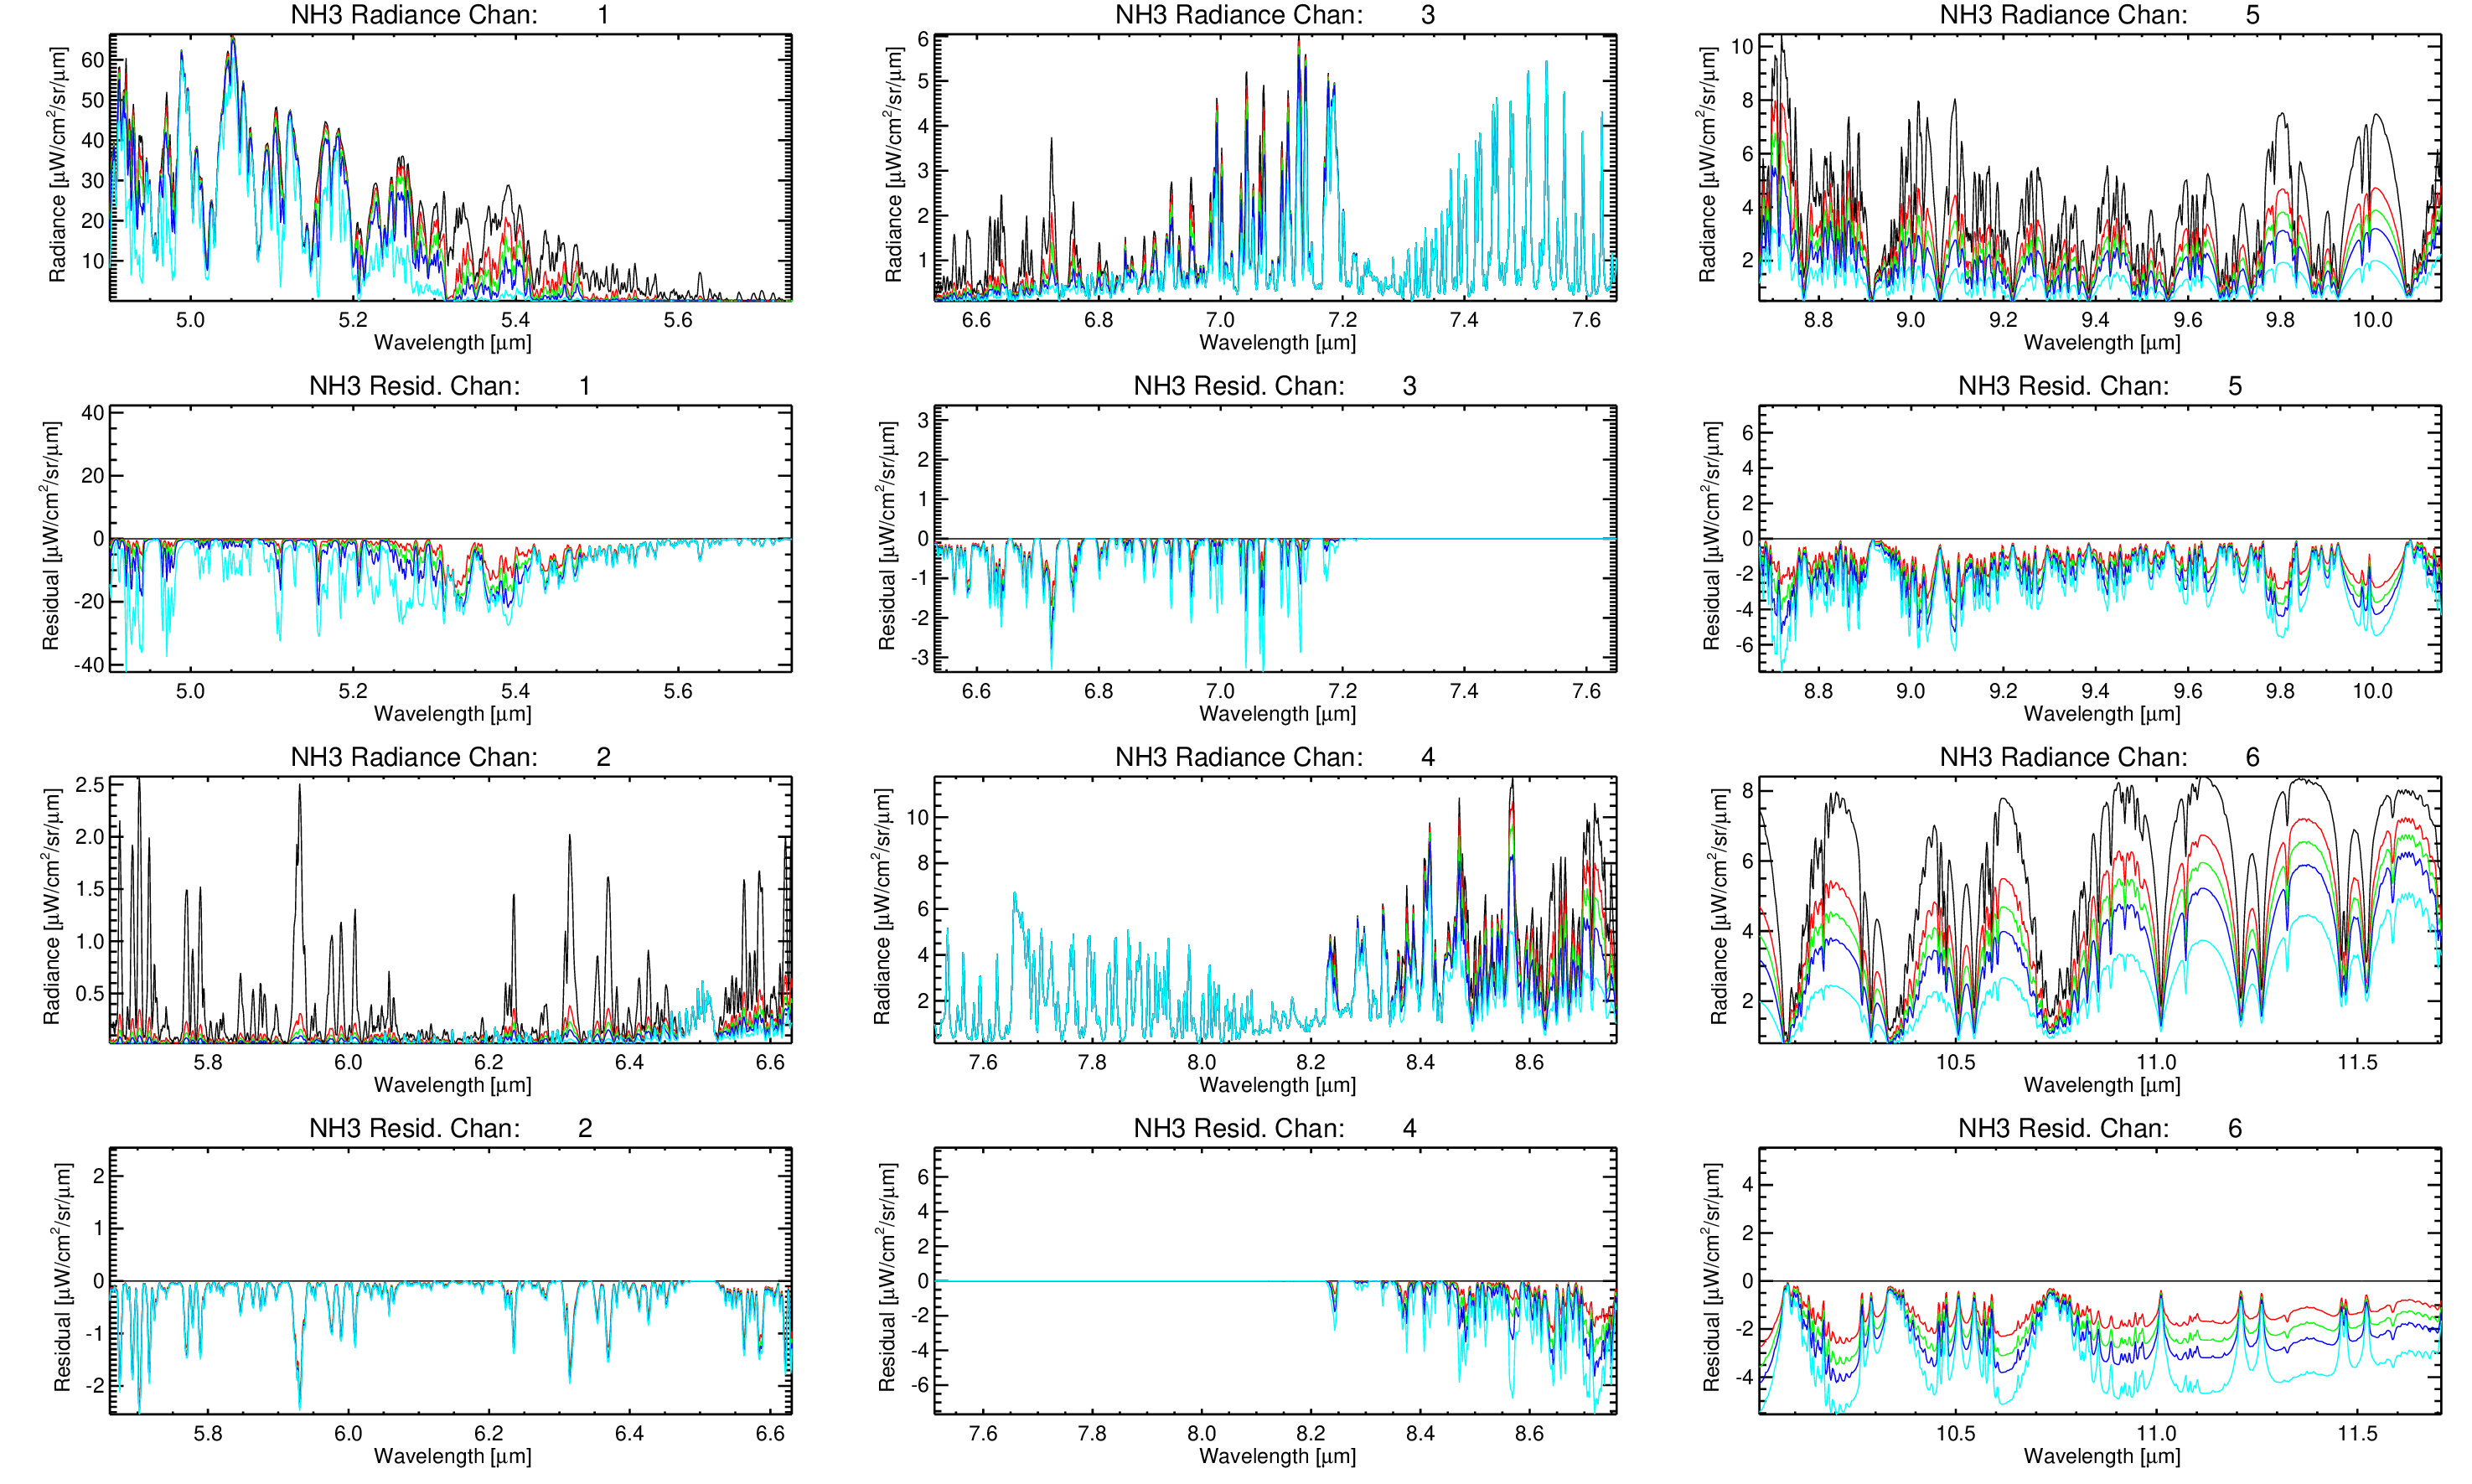 NH3 Radiance Chan: 1
60
50
40
30
20
10
Radiance [μW/cm²/sr/μm]
5.0 5.2 5.4 5.6
Wavelength [μm]
NH3 Radiance Chan: 3
6
5
4
3
2
1
Radiance [μW/cm²/sr/μm]
6.6 6.8 7.0 7.2 7.4 7.6
Wavelength [μm]
NH3 Radiance Chan: 5
10
8
6
4
2
Radiance [μW/cm²/sr/μm]
8.8 9.0 9.2 9.4 9.6 9.8 10.0
Wavelength [μm]
NH3 Resid. Chan: 1
40
20
0
-20
-40
Residual [μW/cm²/sr/μm]
5.0 5.2 5.4 5.6
Wavelength [μm]
NH3 Resid. Chan: 3
3
2
1
0
-1
-2
-3
Residual [μW/cm²/sr/μm]
6.6 6.8 7.0 7.2 7.4 7.6
Wavelength [μm]
NH3 Resid. Chan: 5
6
4
2
0
-2
-4
-6
Residual [μW/cm²/sr/μm]
8.8 9.0 9.2 9.4 9.6 9.8 10.0
Wavelength [μm]
NH3 Radiance Chan: 2
2.5
2.0
1.5
1.0
0.5
Radiance [μW/cm²/sr/μm]
5.8 6.0 6.2 6.4 6.6
Wavelength [μm]
NH3 Radiance Chan: 4
10
8
6
4
2
Radiance [μW/cm²/sr/μm]
7.6 7.8 8.0 8.2 8.4 8.6
Wavelength [μm]
NH3 Radiance Chan: 6
8
6
4
2
Radiance [μW/cm²/sr/μm]
10.5 11.0 11.5
Wavelength [μm]
NH3 Resid. Chan: 2
2
1
0
-1
-2
Residual [μW/cm²/sr/μm]
5.8 6.0 6.2 6.4 6.6
Wavelength [μm]
NH3 Resid. Chan: 4
6
4
2
0
-2
-4
-6
Residual [μW/cm²/sr/μm]
7.6 7.8 8.0 8.2 8.4 8.6
Wavelength [μm]
NH3 Resid. Chan: 6
4
2
0
-2
-4
Residual [μW/cm²/sr/μm]
10.5 11.0 11.5
Wavelength [μm]